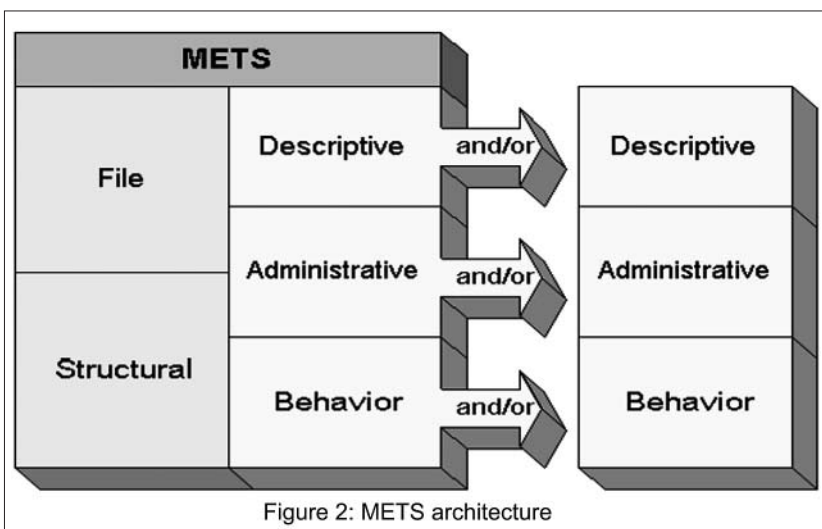 METS
File
Structural
Descriptive
Administrative
Behavior
and/or
and/or
and/or
Descriptive
Administrative
Behavior
Figure 2: METS architecture